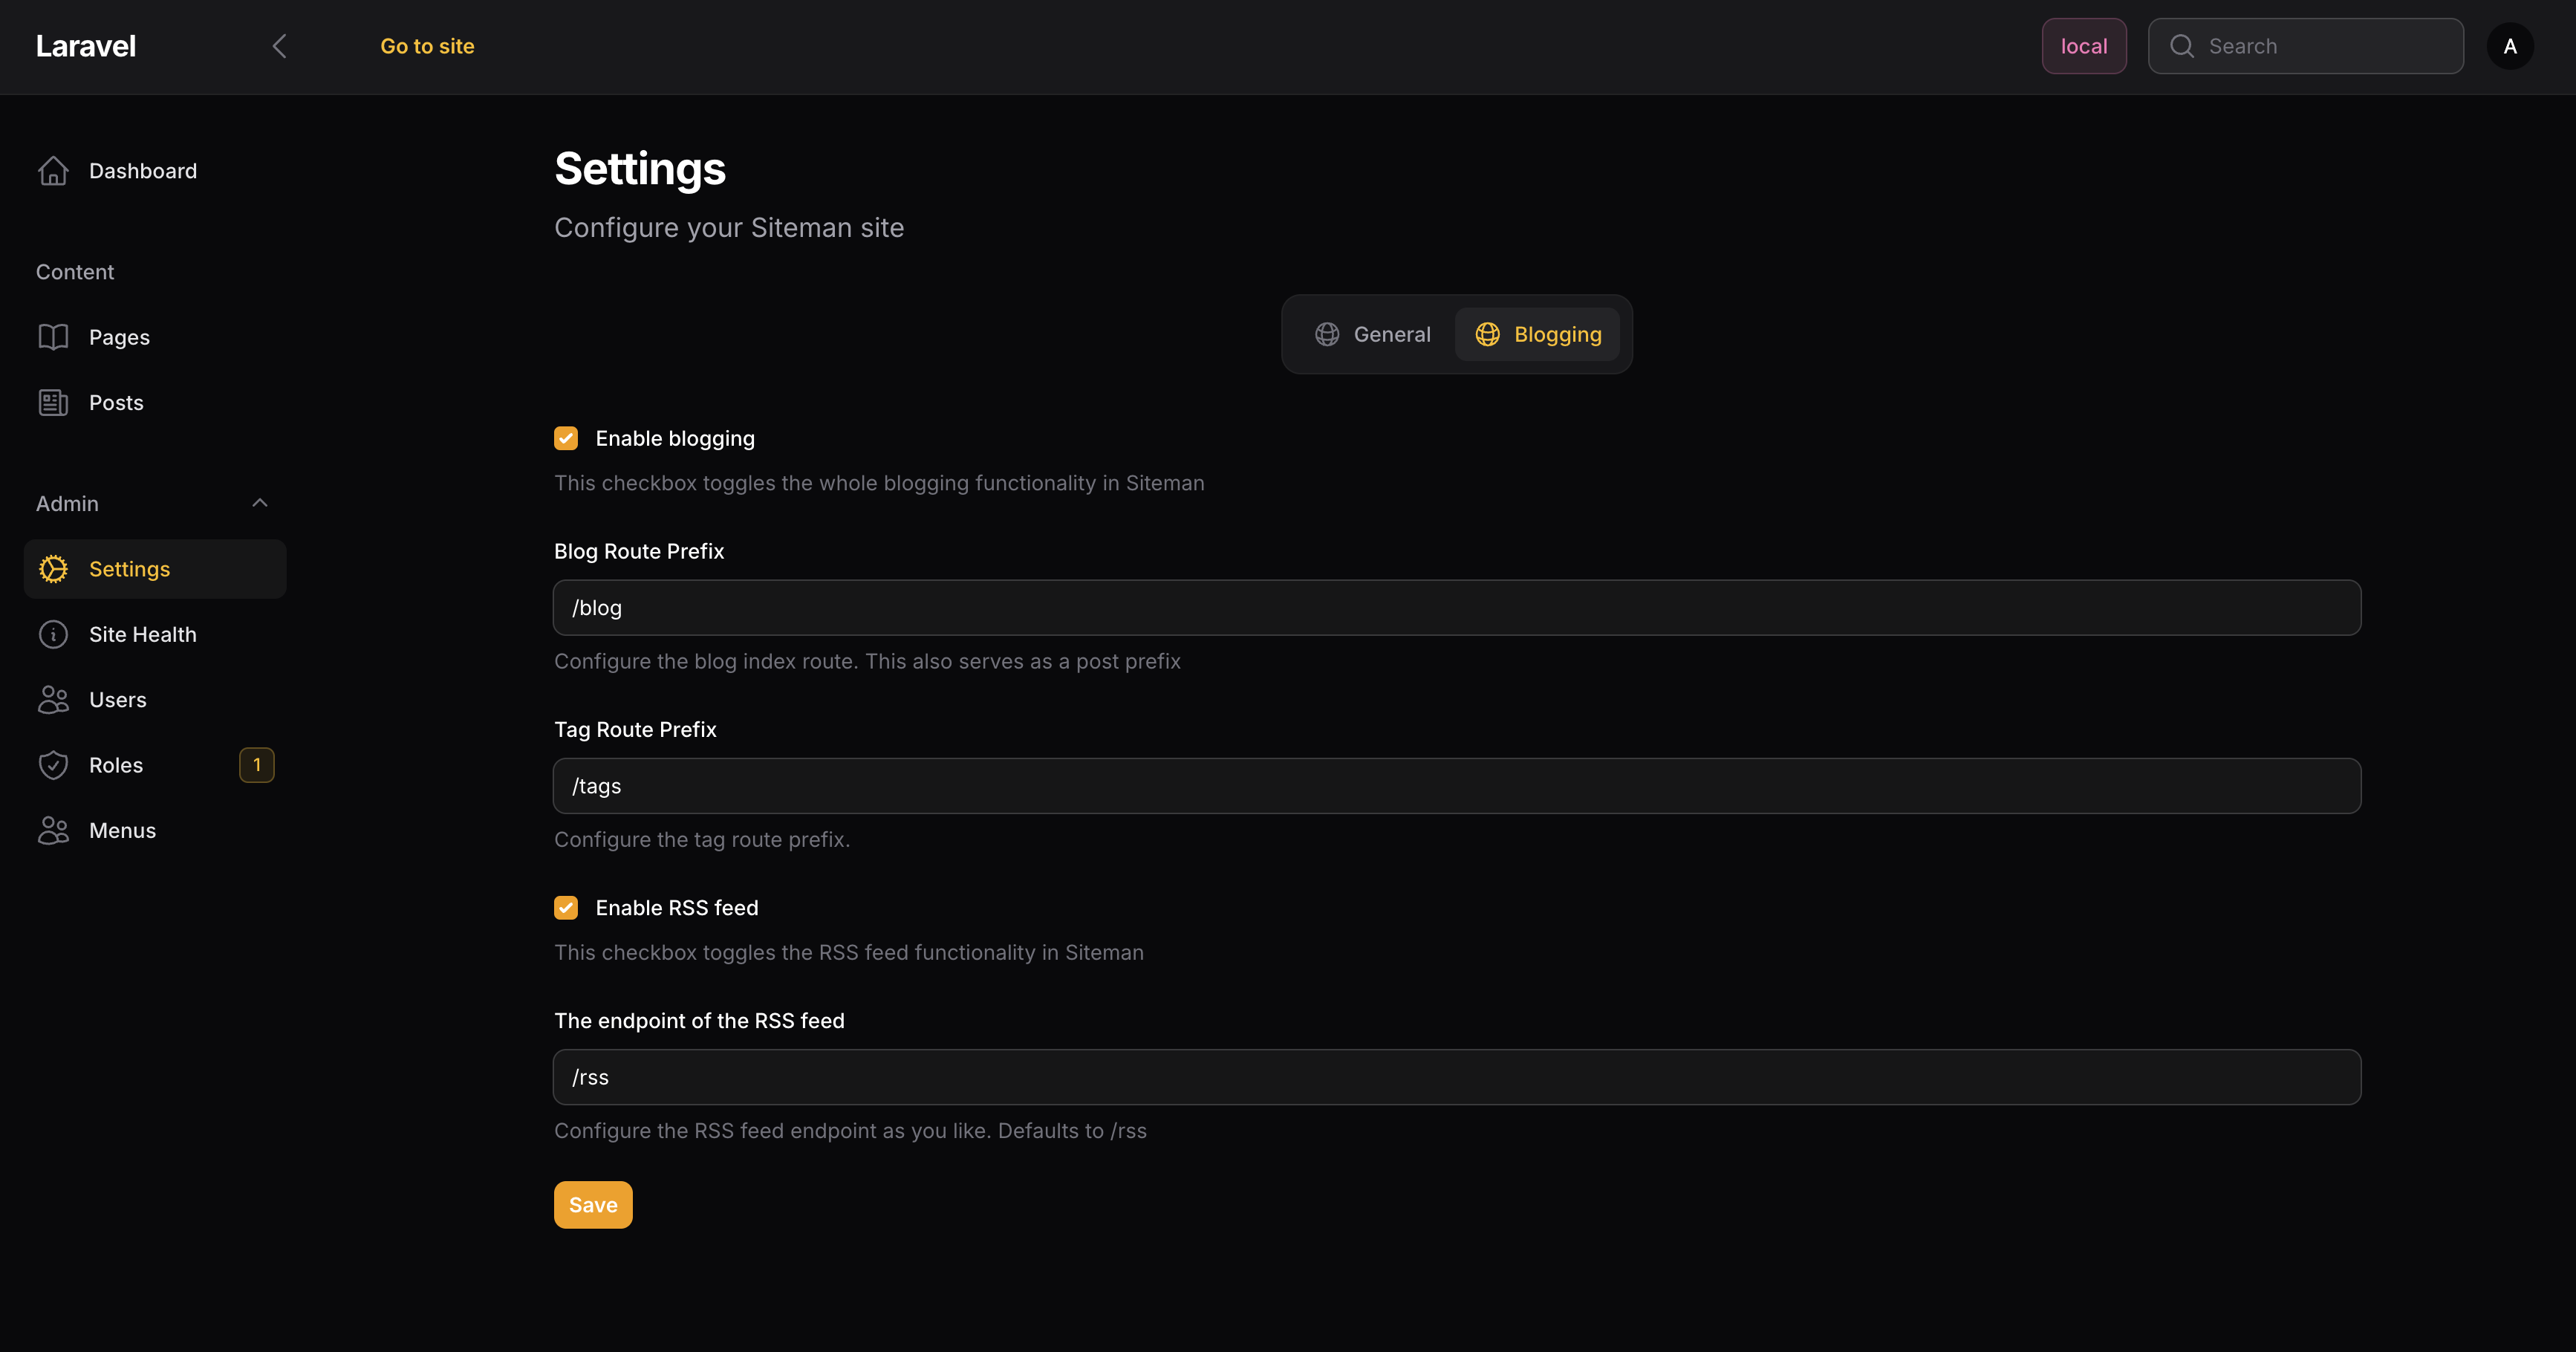 Laravel
Go to site
local
Search
A
Dashboard
Content
Pages
Posts
Admin
Settings
Site Health
Users
Roles
1
Menus
Settings
Configure your Siteman site
General
Blogging
Enable blogging
This checkbox toggles the whole blogging functionality in Siteman
Blog Route Prefix
/blog
Configure the blog index route. This also serves as a post prefix
Tag Route Prefix
/tags
Configure the tag route prefix.
Enable RSS feed
This checkbox toggles the RSS feed functionality in Siteman
The endpoint of the RSS feed
/rss
Configure the RSS feed endpoint as you like. Defaults to /rss
Save